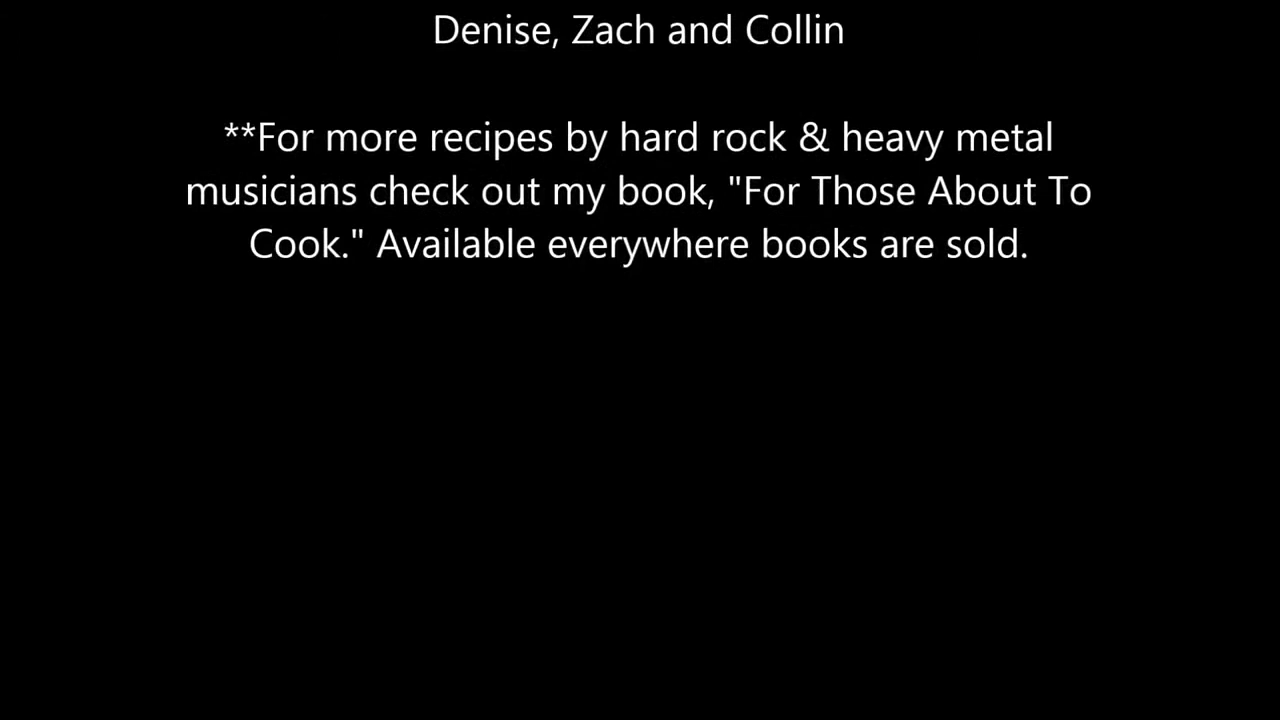 Denise, Zach and Collin
**For more recipes by hard rock & heavy metal
musicians check out my book, "For Those About To
Cook." Available everywhere books are sold.